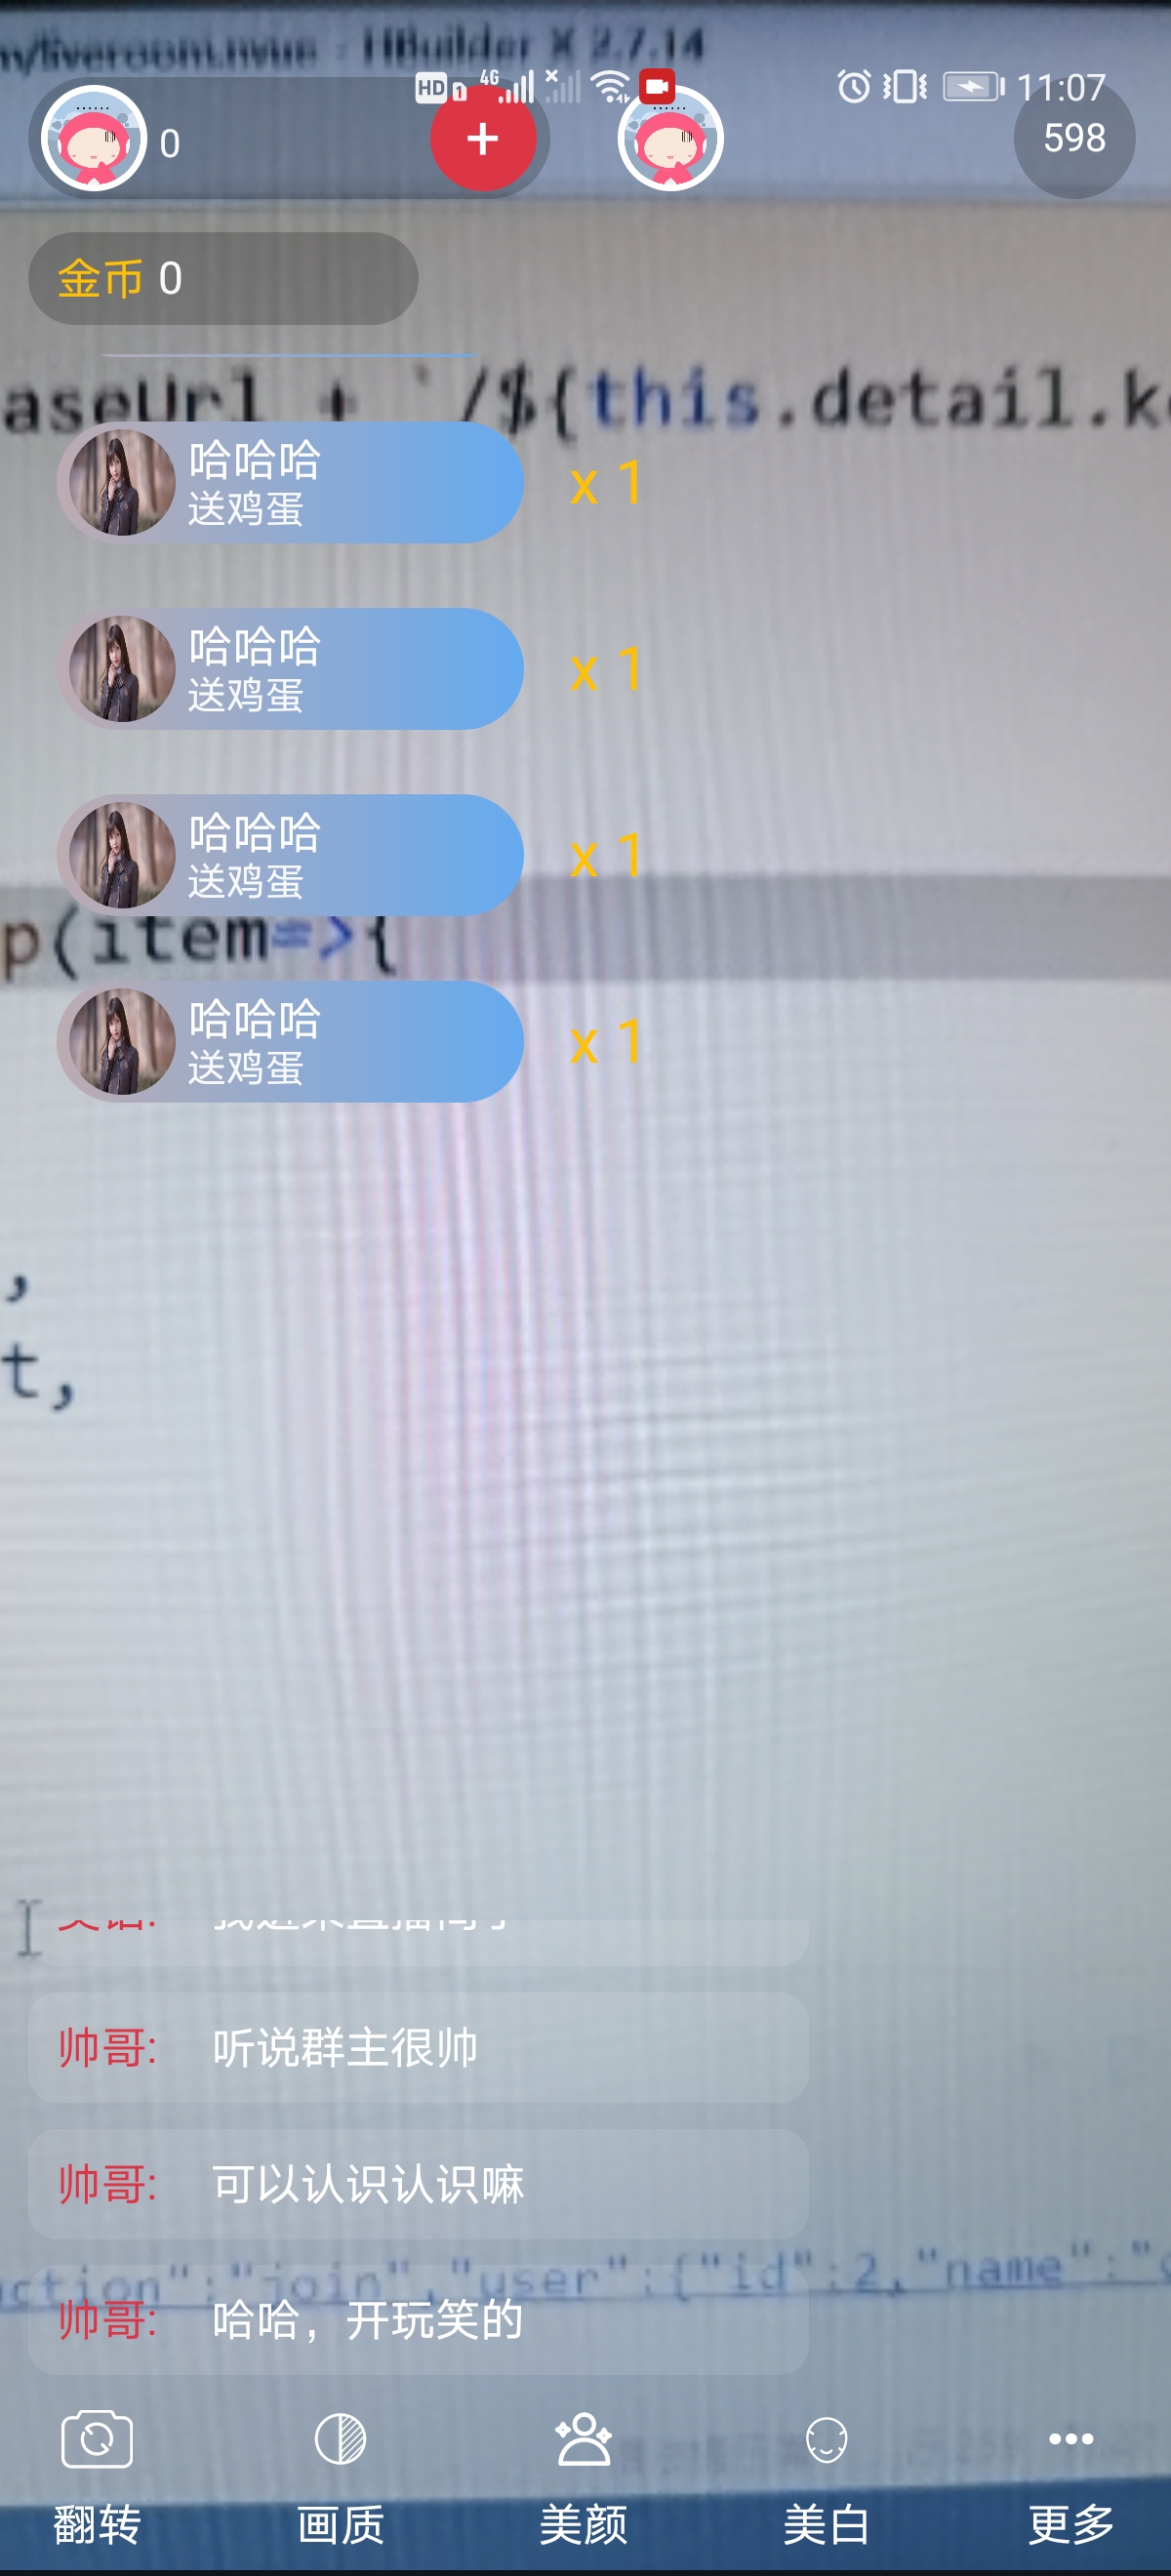 /liveroom.nvue - HBuilder X 2.7.14
HD 1 4G 11:07
0 + 598
金币 0
aseUrl + `/${this.detail.k
哈哈哈
送鸡蛋 x 1
哈哈哈
送鸡蛋 x 1
哈哈哈
送鸡蛋 x 1
p(item=>{
哈哈哈
送鸡蛋 x 1
,
t,
帅哥: 听说群主很帅
帅哥: 可以认识认识嘛
ction":"join","user":{"id":2,"name":"
帅哥: 哈哈，开玩笑的
翻转 画质 美颜 美白 更多